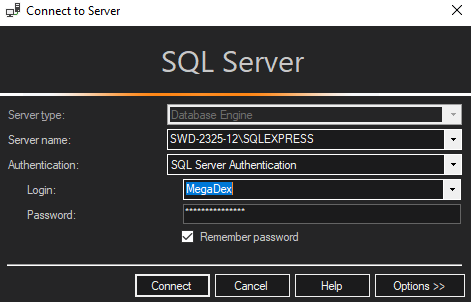 Connect to Server
SQL Server
Server type: Database Engine
Server name: SWD-2325-12\SQLEXPRESS
Authentication: SQL Server Authentication
Login: MegaDex
Password: ***************
Remember password
Connect Cancel Help Options >>